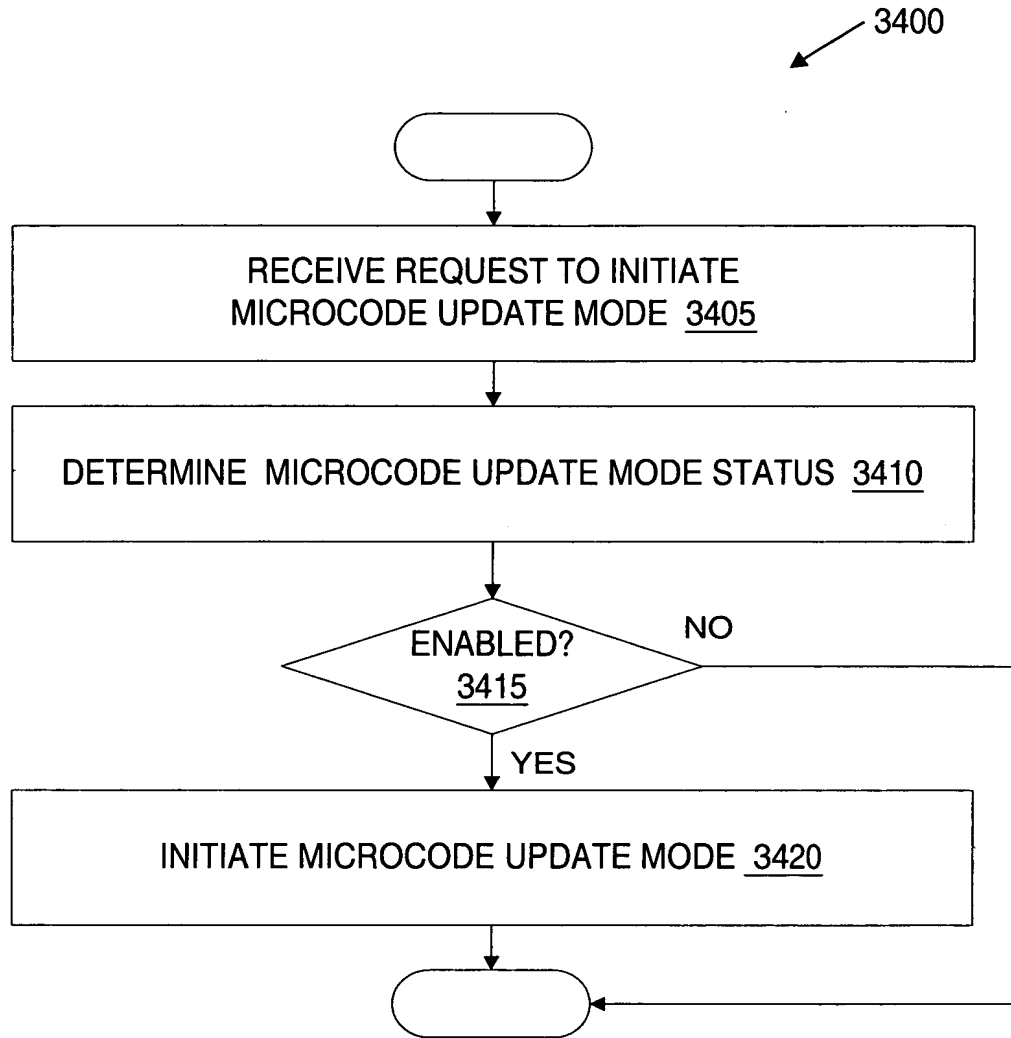 3400
RECEIVE REQUEST TO INITIATE
MICROCODE UPDATE MODE 3405
DETERMINE MICROCODE UPDATE MODE STATUS 3410
ENABLED?
3415
NO
YES
INITIATE MICROCODE UPDATE MODE 3420